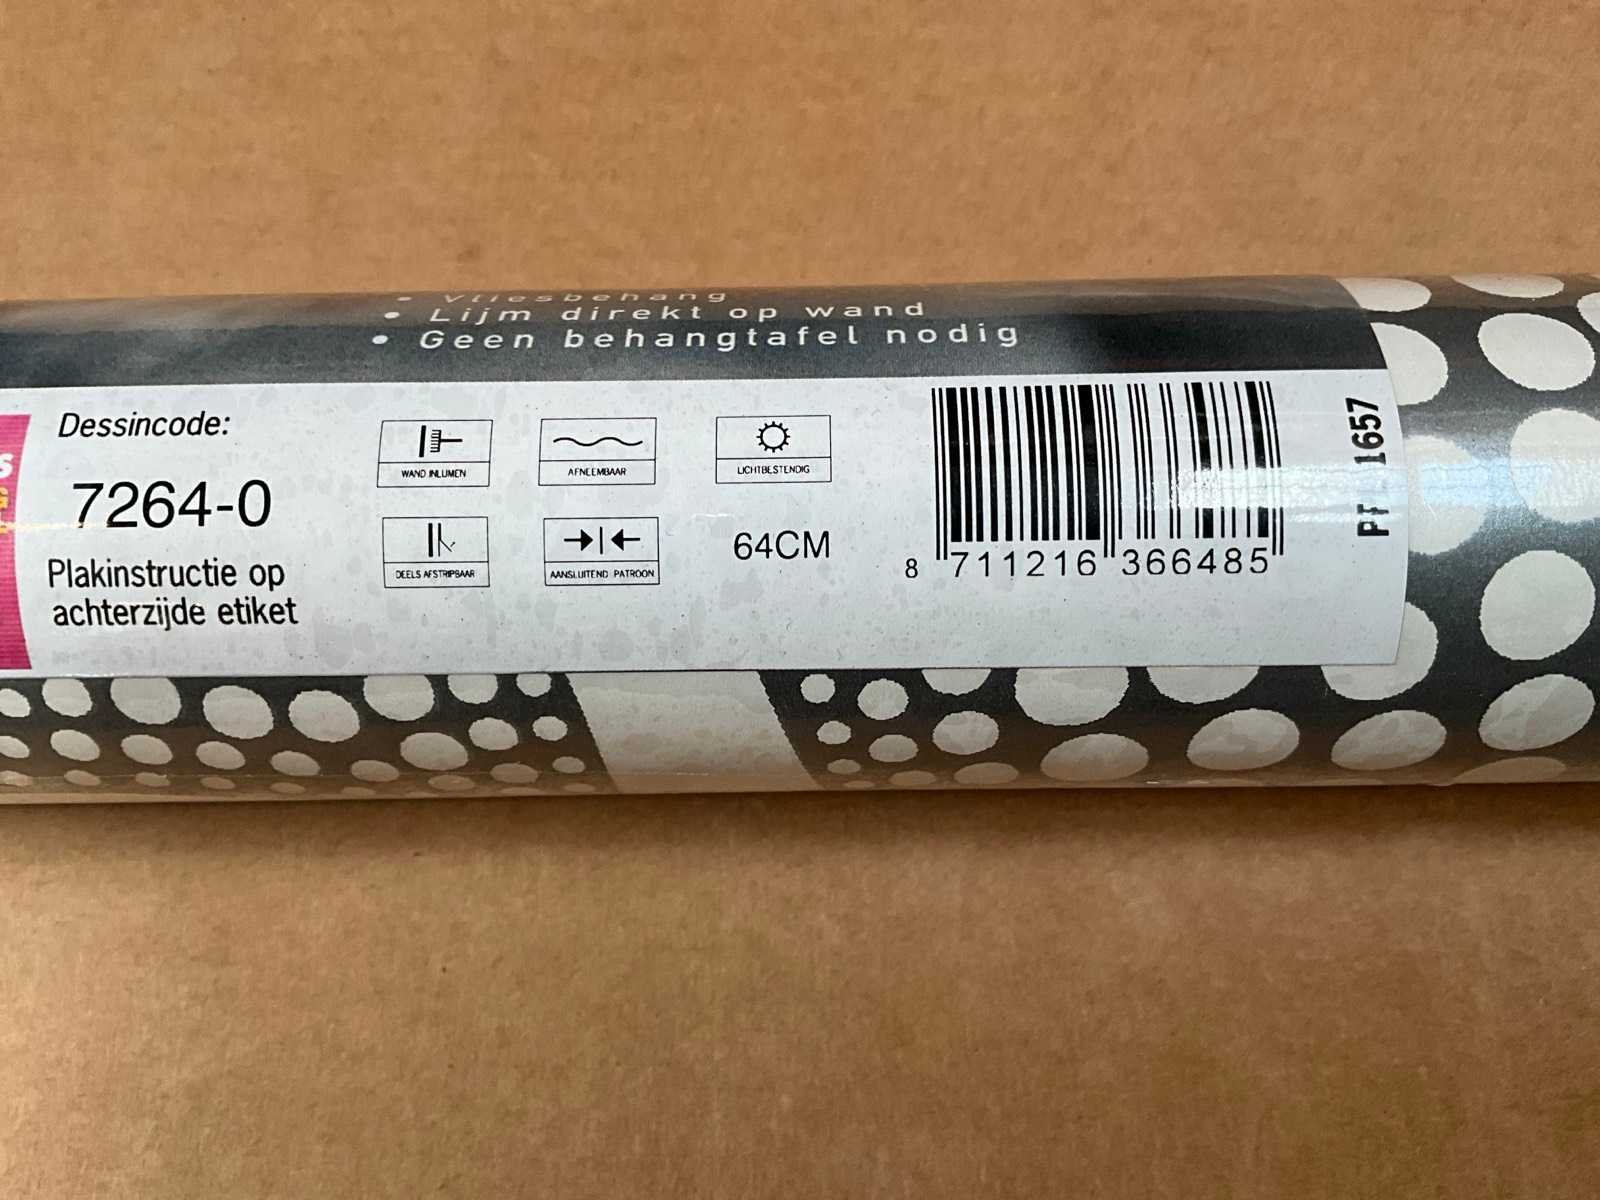 • Vliesbehang
• Lijm direkt op wand
• Geen behangtafel nodig
Dessincode:
7264-0
Plakinstructie op
achterzijde etiket
WAND INLIJMEN
AFNEEMBAAR
LICHTBESTENDIG
DEELS AFSTRIPBAAR
AANSLUITEND PATROON
64CM
8 711216 366485
1657